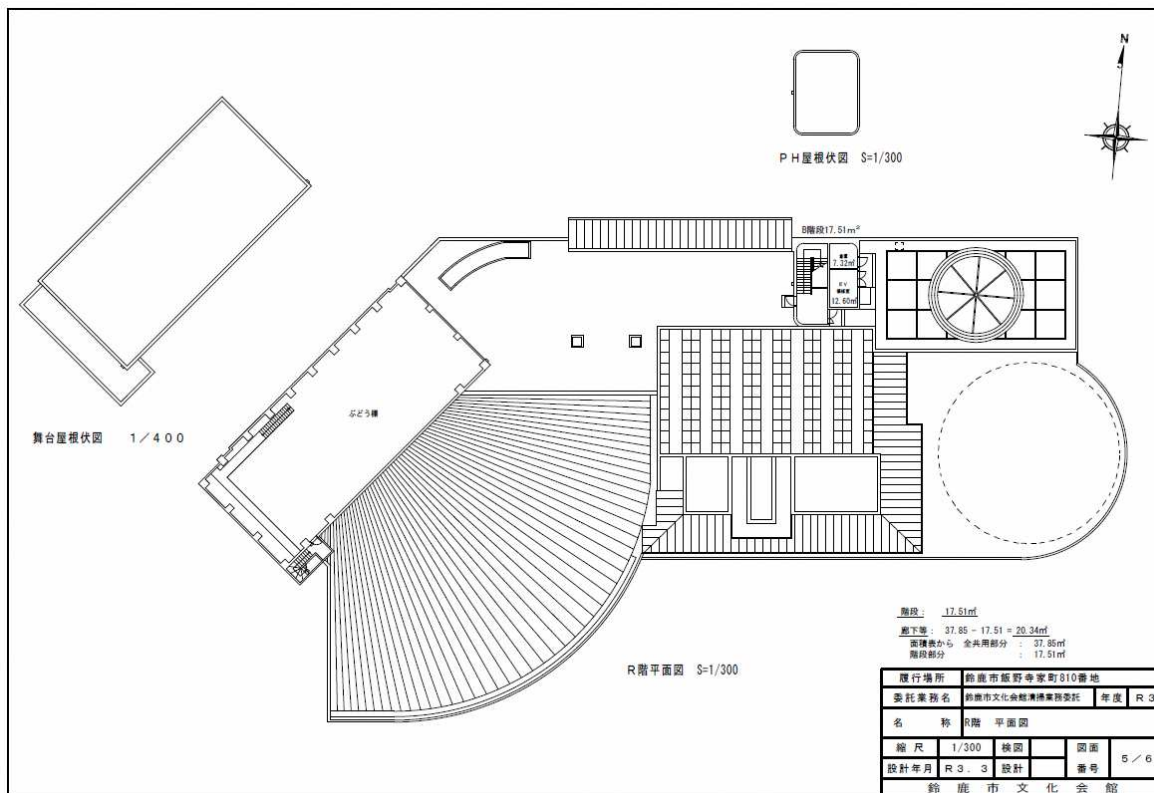 N
PH屋根伏図 S=1/300
B階段17.51m²
倉庫
7.32㎡
EV
機械室
12.60㎡
ぶどう棚
舞台屋根伏図 1/400
R階平面図 S=1/300
階段: 17.51㎡
廊下等: 37.85 - 17.51 = 20.34㎡
面積表から 全共用部分 : 37.85㎡
階段部分 : 17.51㎡
履行場所 鈴鹿市飯野寺家町810番地
委託業務名 鈴鹿市文化会館清掃業務委託 年度 R3
名称 R階 平面図
縮尺 1/300 検図 図面番号 5/6
設計年月 R3.3 設計
鈴鹿市文化会館